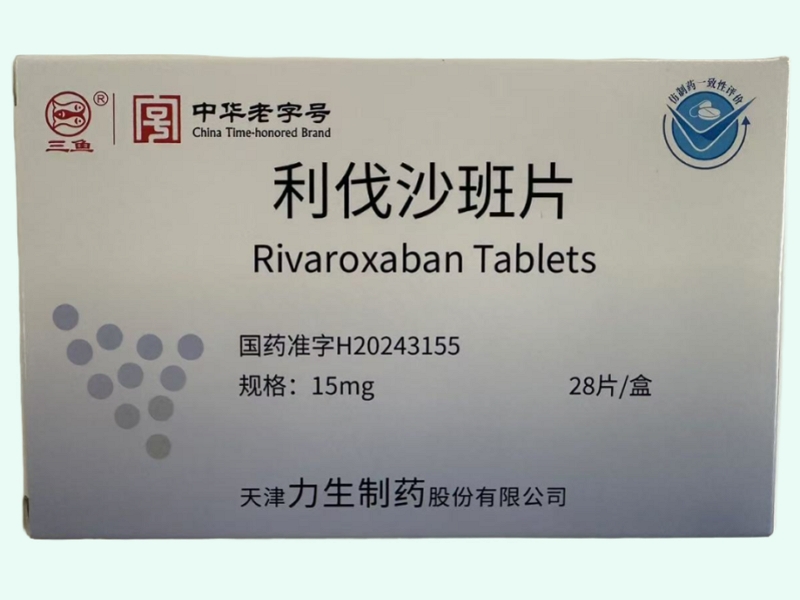 三鱼
®
中华老字号
China Time-honored Brand
仿制药一致性评价
利伐沙班片
Rivaroxaban Tablets
国药准字H20243155
规格：15mg 28片/盒
天津力生制药股份有限公司